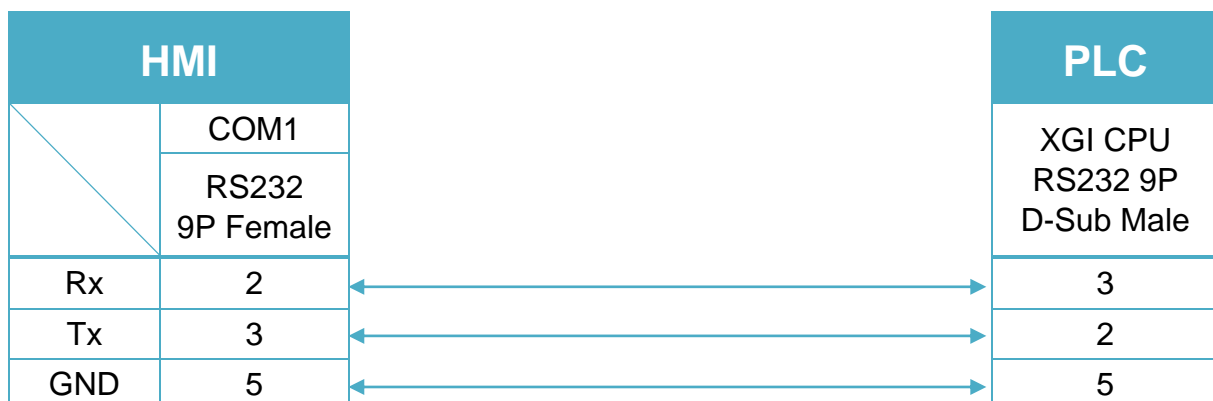 HMI
PLC
COM1
RS232
9P Female
XGI CPU
RS232 9P
D-Sub Male
Rx 2 3
Tx 3 2
GND 5 5